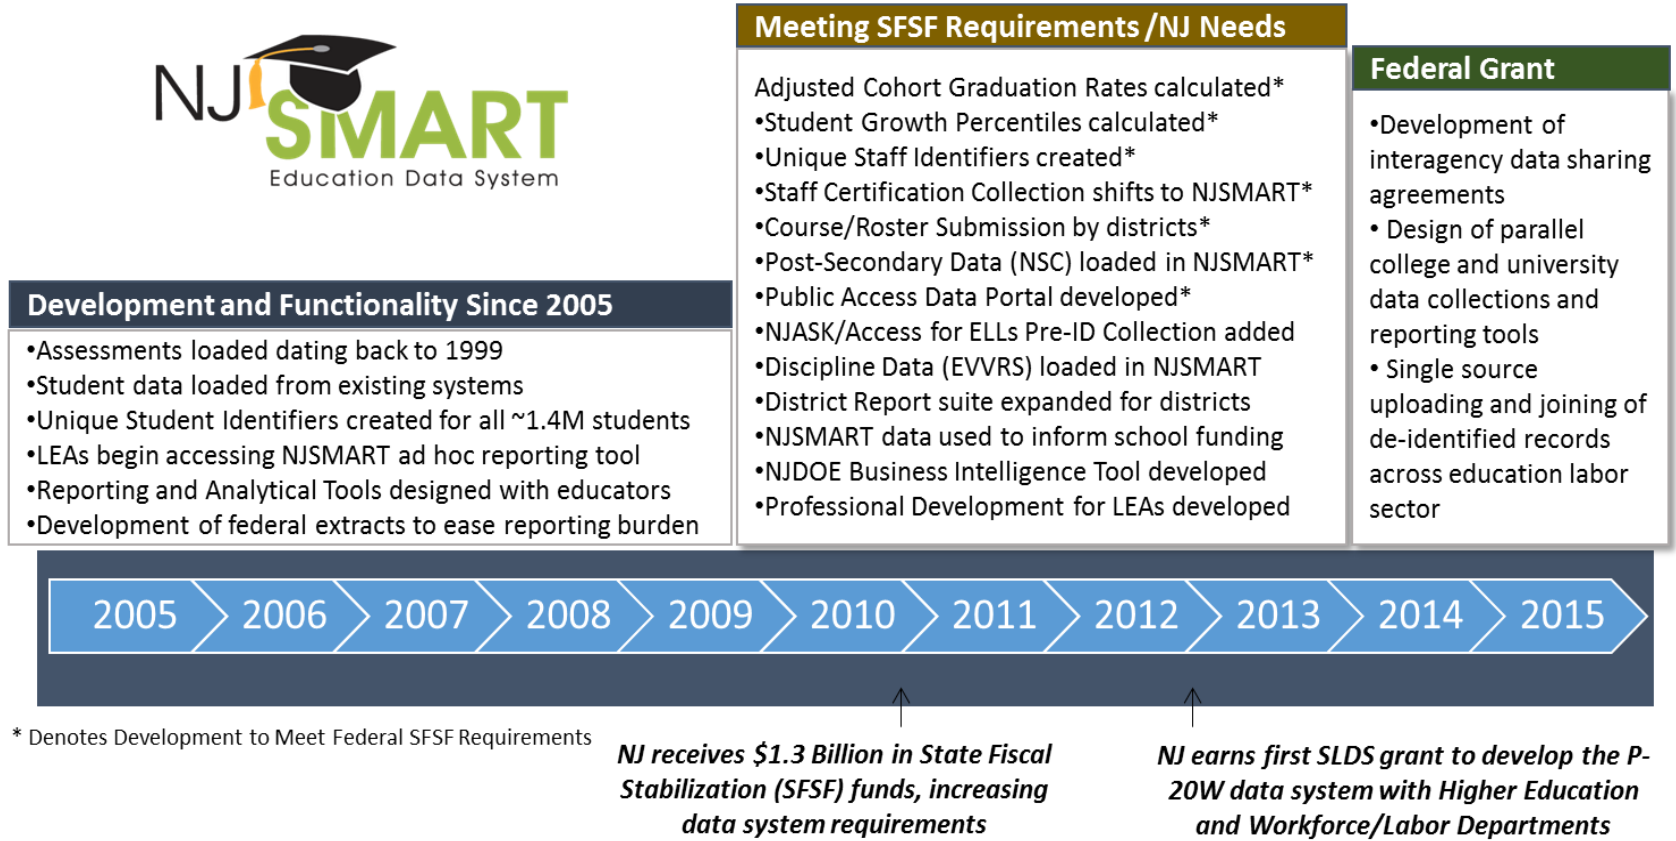 NJ SMART
Education Data System
Development and Functionality Since 2005
•Assessments loaded dating back to 1999
•Student data loaded from existing systems
•Unique Student Identifiers created for all ~1.4M students
•LEAs begin accessing NJSMART ad hoc reporting tool
•Reporting and Analytical Tools designed with educators
•Development of federal extracts to ease reporting burden
Meeting SFSF Requirements /NJ Needs
Adjusted Cohort Graduation Rates calculated*
•Student Growth Percentiles calculated*
•Unique Staff Identifiers created*
•Staff Certification Collection shifts to NJSMART*
•Course/Roster Submission by districts*
•Post-Secondary Data (NSC) loaded in NJSMART*
•Public Access Data Portal developed*
•NJASK/Access for ELLs Pre-ID Collection added
•Discipline Data (EVVRS) loaded in NJSMART
•District Report suite expanded for districts
•NJSMART data used to inform school funding
•NJDOE Business Intelligence Tool developed
•Professional Development for LEAs developed
Federal Grant
•Development of
interagency data sharing
agreements
• Design of parallel
college and university
data collections and
reporting tools
• Single source
uploading and joining of
de-identified records
across education labor
sector
2005 2006 2007 2008 2009 2010 2011 2012 2013 2014 2015
* Denotes Development to Meet Federal SFSF Requirements
NJ receives $1.3 Billion in State Fiscal
Stabilization (SFSF) funds, increasing
data system requirements
NJ earns first SLDS grant to develop the P-
20W data system with Higher Education
and Workforce/Labor Departments